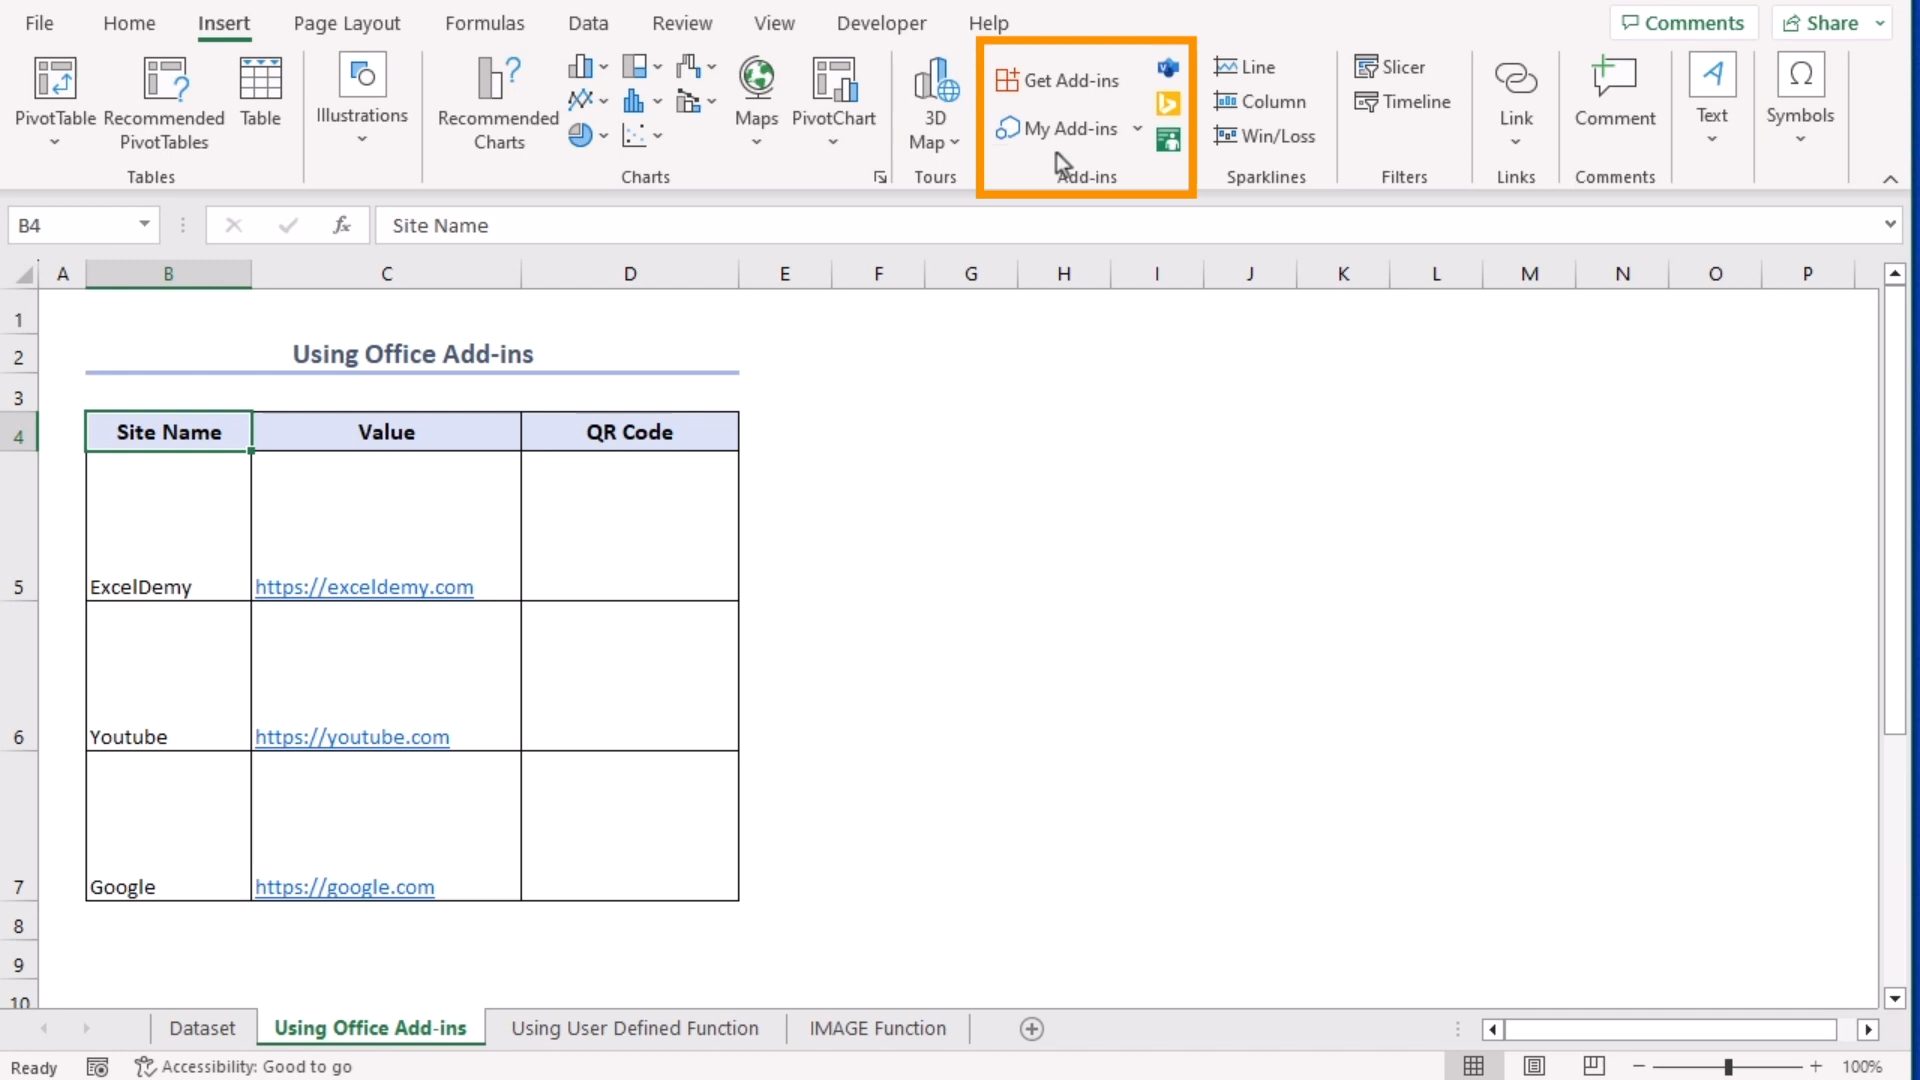 File Home Insert Page Layout Formulas Data Review View Developer Help Comments Share
PivotTable Recommended PivotTables Table
Tables
Illustrations
Recommended Charts
Maps PivotChart
Charts
3D Map
Tours
Get Add-ins
My Add-ins
Add-ins
Line
Column
Win/Loss
Sparklines
Slicer
Timeline
Filters
Link
Links
Comment
Comments
Text
Symbols
B4 fx Site Name
A B C D E F G H I J K L M N O P
1
2 Using Office Add-ins
3
4 Site Name Value QR Code
5 ExcelDemy https://exceldemy.com
6 Youtube https://youtube.com
7 Google https://google.com
8
9
10
Dataset Using Office Add-ins Using User Defined Function IMAGE Function
Ready Accessibility: Good to go 100%